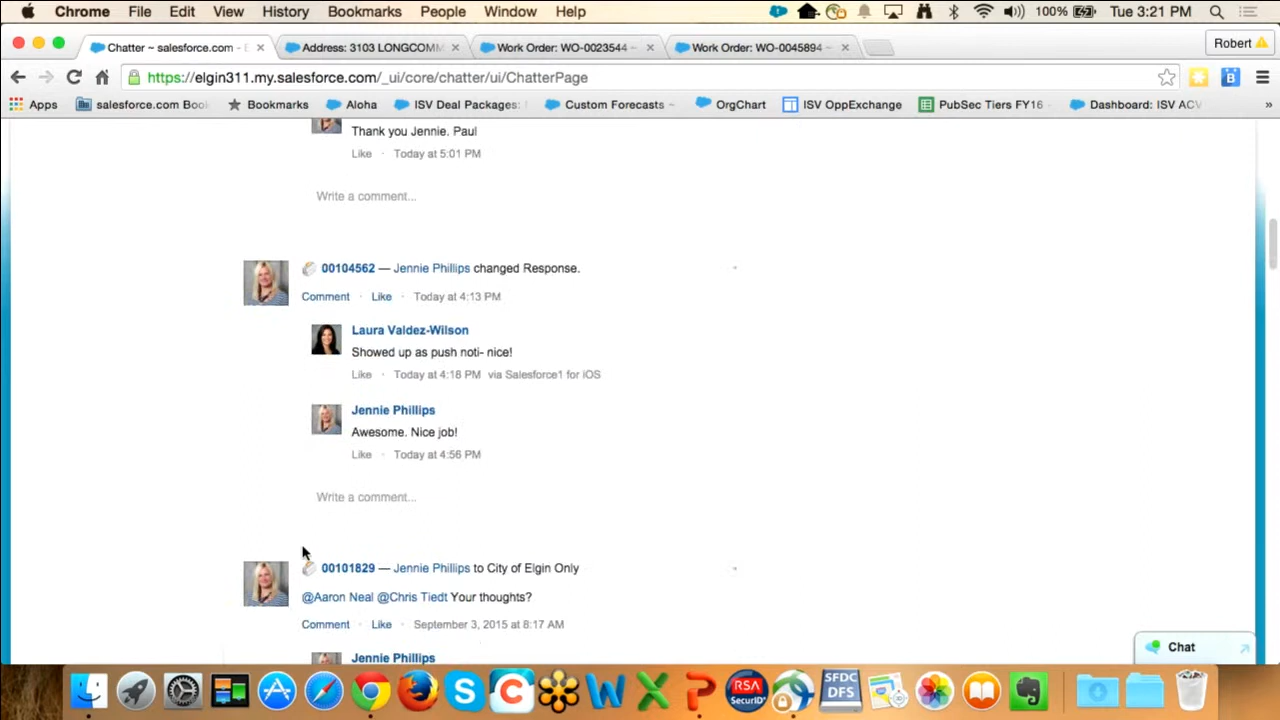 Chrome File Edit View History Bookmarks People Window Help 100% Tue 3:21 PM
Chatter ~ salesforce.com - E Address: 3103 LONGCOMM Work Order: WO-0023544 ~ Work Order: WO-0045894 ~ Robert
https://elgin311.my.salesforce.com/_ui/core/chatter/ui/ChatterPage
Apps salesforce.com Boo Bookmarks Aloha ISV Deal Packages: Custom Forecasts ~ OrgChart ISV OppExchange PubSec Tiers FY16 - Dashboard: ISV ACV »
Thank you Jennie. Paul
Like · Today at 5:01 PM
Write a comment...
00104562 — Jennie Phillips changed Response.
Comment · Like · Today at 4:13 PM
Laura Valdez-Wilson
Showed up as push noti- nice!
Like · Today at 4:18 PM via Salesforce1 for iOS
Jennie Phillips
Awesome. Nice job!
Like · Today at 4:56 PM
Write a comment...
00101829 — Jennie Phillips to City of Elgin Only
@Aaron Neal @Chris Tiedt Your thoughts?
Comment · Like · September 3, 2015 at 8:17 AM
Jennie Phillips
Chat
RSA
SecurID
SFDC
DFS